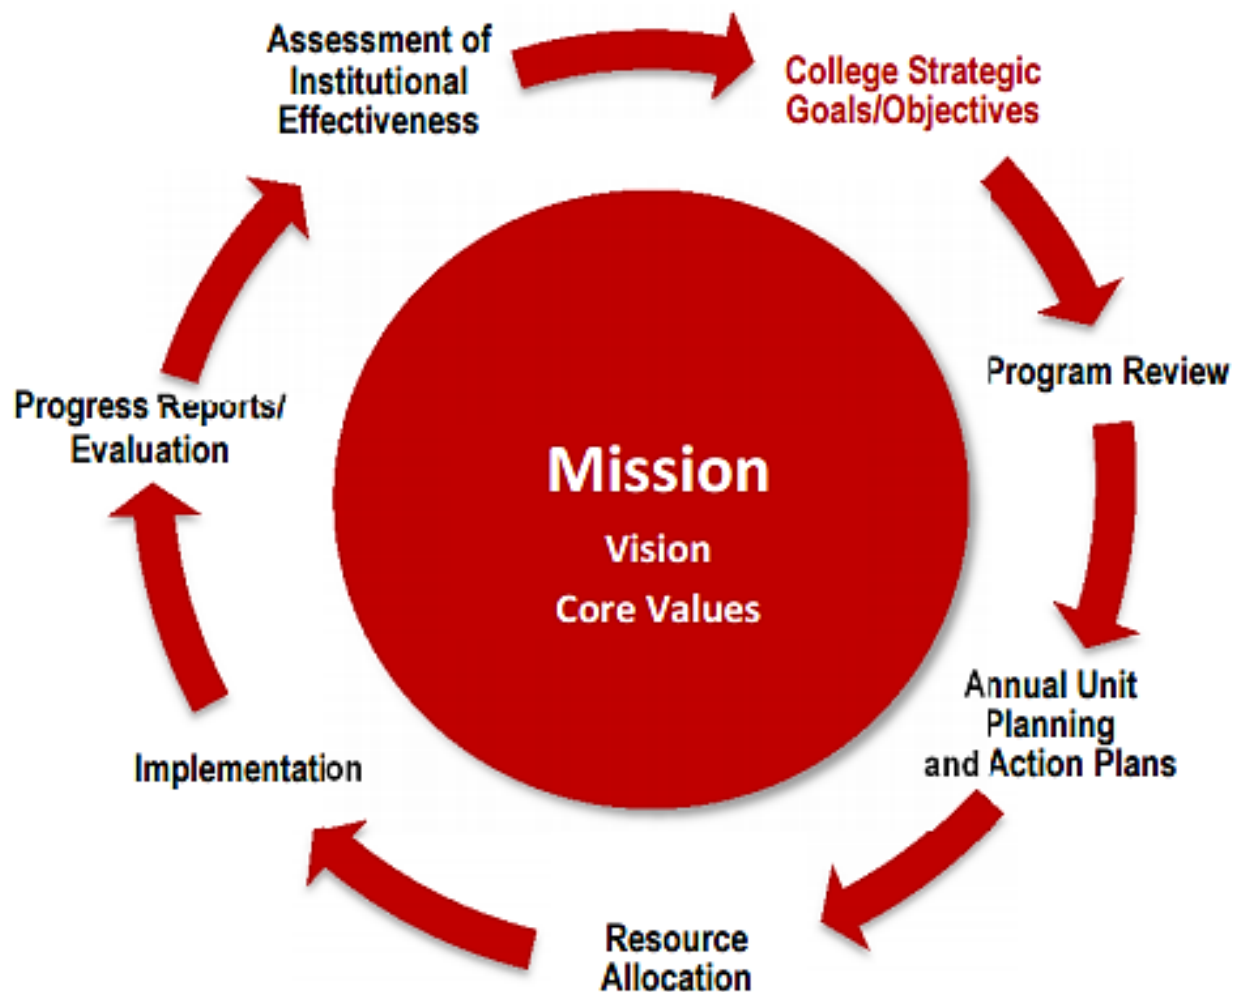 Assessment of
Institutional
Effectiveness
College Strategic
Goals/Objectives
Program Review
Annual Unit
Planning
and Action Plans
Resource
Allocation
Implementation
Progress Reports/
Evaluation
Mission
Vision
Core Values